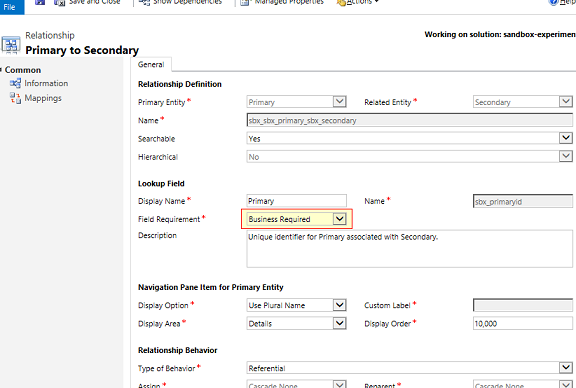 File Save and Close Show Dependencies Managed Properties Actions Help
Relationship
Primary to Secondary
Working on solution: sandbox-experimen
Common
Information
Mappings
General
Relationship Definition
Primary Entity * Primary Related Entity * Secondary
Name * sbx_sbx_primary_sbx_secondary
Searchable Yes
Hierarchical No
Lookup Field
Display Name * Primary Name * sbx_primaryid
Field Requirement * Business Required
Description Unique identifier for Primary associated with Secondary.
Navigation Pane Item for Primary Entity
Display Option * Use Plural Name Custom Label *
Display Area * Details Display Order * 10,000
Relationship Behavior
Type of Behavior * Referential
Assign * Cascade None Reparent * Cascade None